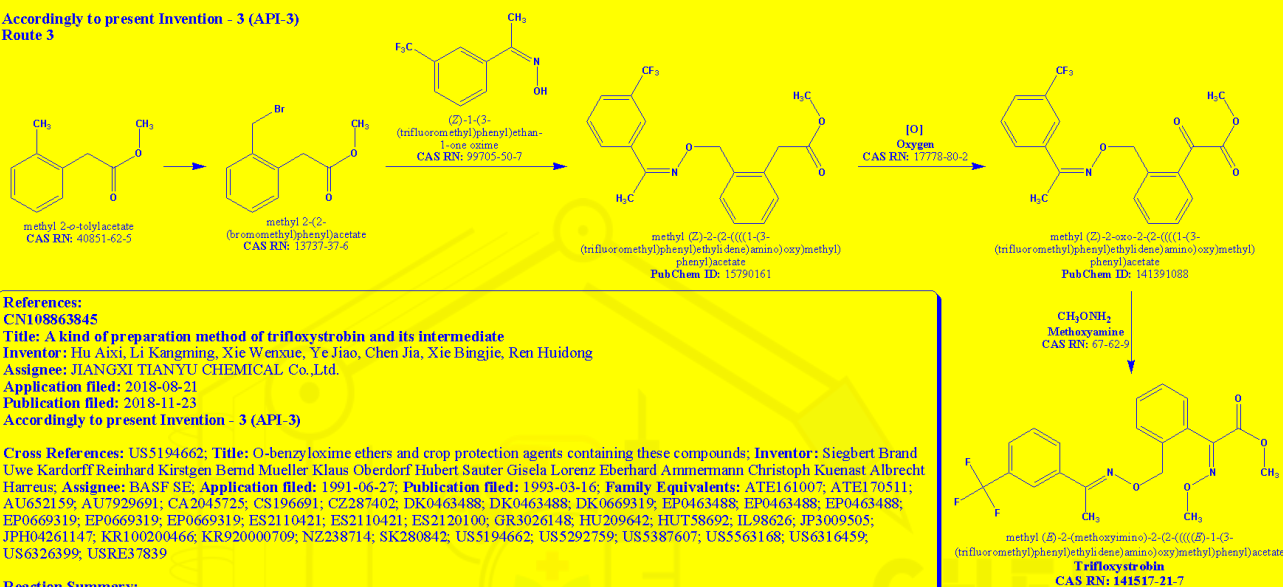 Accordingly to present Invention - 3 (API-3)
Route 3
CH3
F3C
N
OH
(Z)-1-(3-
(trifluoromethyl)phenyl)ethan-
1-one oxime
CAS RN: 99705-50-7
CH3
CH3
O
O
methyl 2-o-tolylacetate
CAS RN: 40851-62-5
Br
CH3
O
O
methyl 2-(2-
(bromomethyl)phenyl)acetate
CAS RN: 13737-37-6
CF3
H3C
O
O
N
O
H3C
methyl (Z)-2-(2-((((1-(3-
(trifluoromethyl)phenyl)ethylidene)amino)oxy)methyl)
phenyl)acetate
PubChem ID: 15790161
[O]
Oxygen
CAS RN: 17778-80-2
CF3
H3C
O
O
O
N
O
H3C
methyl (Z)-2-oxo-2-(2-((((1-(3-
(trifluoromethyl)phenyl)ethylidene)amino)oxy)methyl)
phenyl)acetate
PubChem ID: 141391088
CH3ONH2
Methoxyamine
CAS RN: 67-62-9
References:
CN108863845
Title: A kind of preparation method of trifloxystrobin and its intermediate
Inventor: Hu Aixi, Li Kangming, Xie Wenxue, Ye Jiao, Chen Jia, Xie Bingjie, Ren Huidong
Assignee: JIANGXI TIANYU CHEMICAL Co.,Ltd.
Application filed: 2018-08-21
Publication filed: 2018-11-23
Accordingly to present Invention - 3 (API-3)
Cross References: US5194662; Title: O-benzyloxime ethers and crop protection agents containing these compounds; Inventor: Siegbert Brand
Uwe Kardorff Reinhard Kirstgen Bernd Mueller Klaus Oberdorf Hubert Sauter Gisela Lorenz Eberhard Ammermann Christoph Kuenast Albrecht
Harreus; Assignee: BASF SE; Application filed: 1991-06-27; Publication filed: 1993-03-16; Family Equivalents: ATE161007; ATE170511;
AU652159; AU7929691; CA2045725; CS196691; CZ287402; DK0463488; DK0463488; DK0669319; EP0463488; EP0463488; EP0463488;
EP0669319; EP0669319; EP0669319; ES2110421; ES2110421; ES2120100; GR3026148; HU209642; HUT58692; IL98626; JP3009505;
JPH04261147; KR100200466; KR920000709; NZ238714; SK280842; US5194662; US5292759; US5387607; US5563168; US6316459;
US6326399; USRE37839
Reaction Summary:
O
F
F
F
N
O
CH3
N
O
CH3
O
CH3
methyl (E)-2-(methoxyimino)-2-(2-(((((E)-1-(3-
(trifluoromethyl)phenyl)ethylidene)amino)oxy)methyl)phenyl)acetate
Trifloxystrobin
CAS RN: 141517-21-7